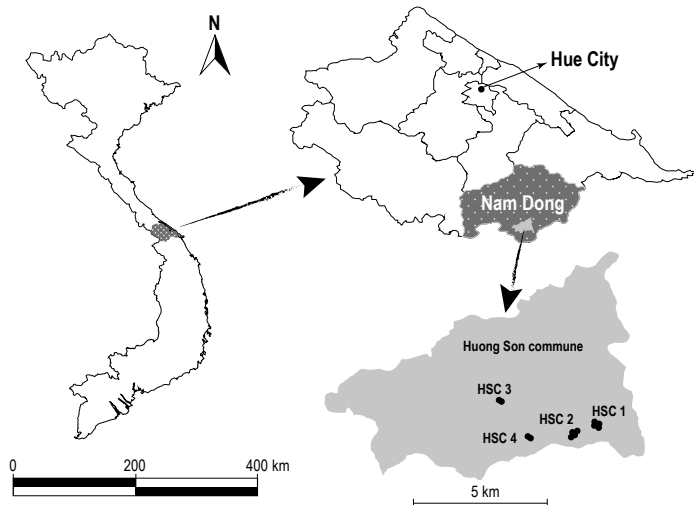 N
Hue City
Nam Dong
Huong Son commune
HSC 3
HSC 1
HSC 2
HSC 4
0 200 400 km
5 km